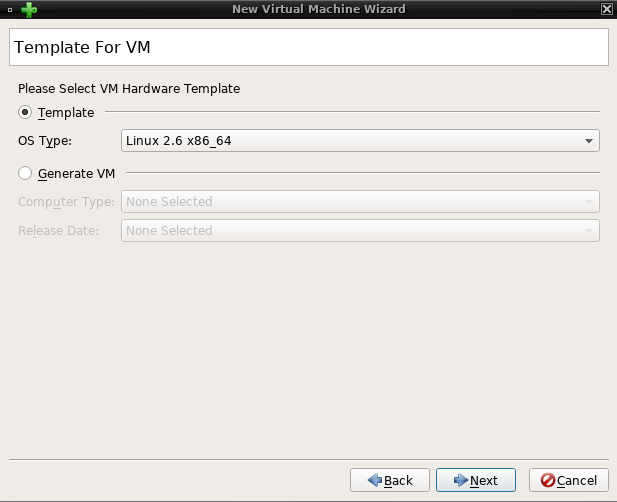 New Virtual Machine Wizard
Template For VM
Please Select VM Hardware Template
Template
OS Type: Linux 2.6 x86_64
Generate VM
Computer Type: None Selected
Release Date: None Selected
Back Next Cancel